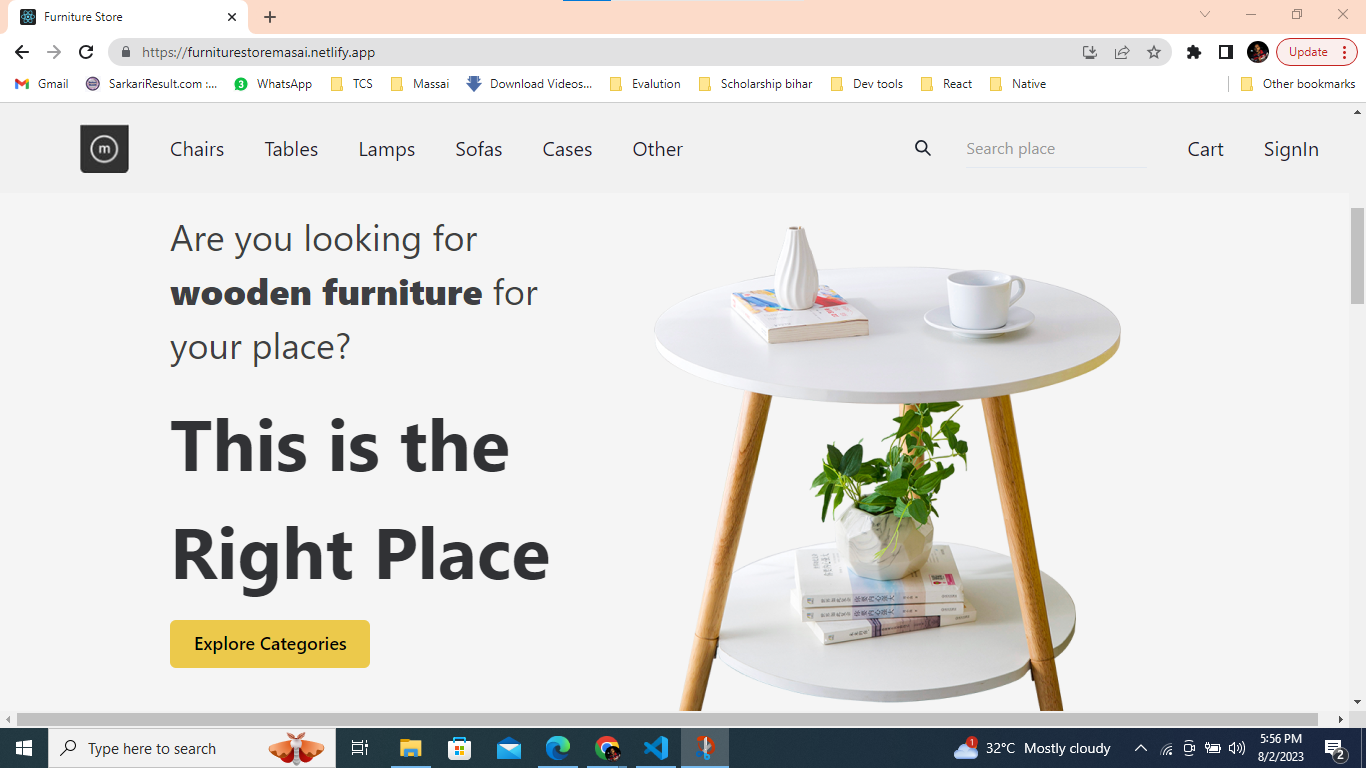 Furniture Store
https://furniturestoremasai.netlify.app
Update
Gmail
SarkariResult.com :...
3
WhatsApp
TCS
Massai
Download Videos...
Evalution
Scholarship bihar
Dev tools
React
Native
Other bookmarks
m
Chairs
Tables
Lamps
Sofas
Cases
Other
Search place
Cart
SignIn
Are you looking for
wooden furniture for
your place?
This is the
Right Place
Explore Categories
Type here to search
1
32°C Mostly cloudy
5:56 PM
8/2/2023
2